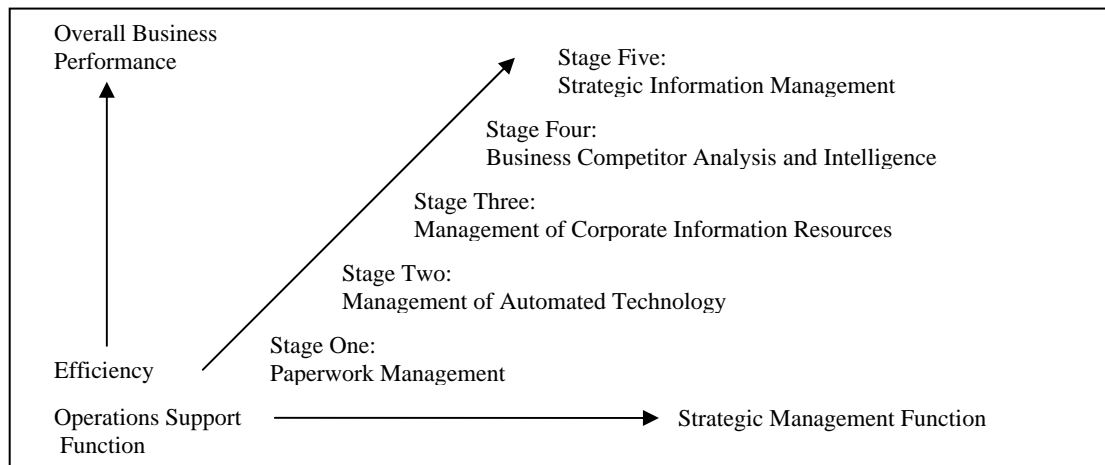 Overall Business
Performance
Stage Five:
Strategic Information Management
Stage Four:
Business Competitor Analysis and Intelligence
Stage Three:
Management of Corporate Information Resources
Stage Two:
Management of Automated Technology
Stage One:
Paperwork Management
Efficiency
Operations Support
Function
Strategic Management Function